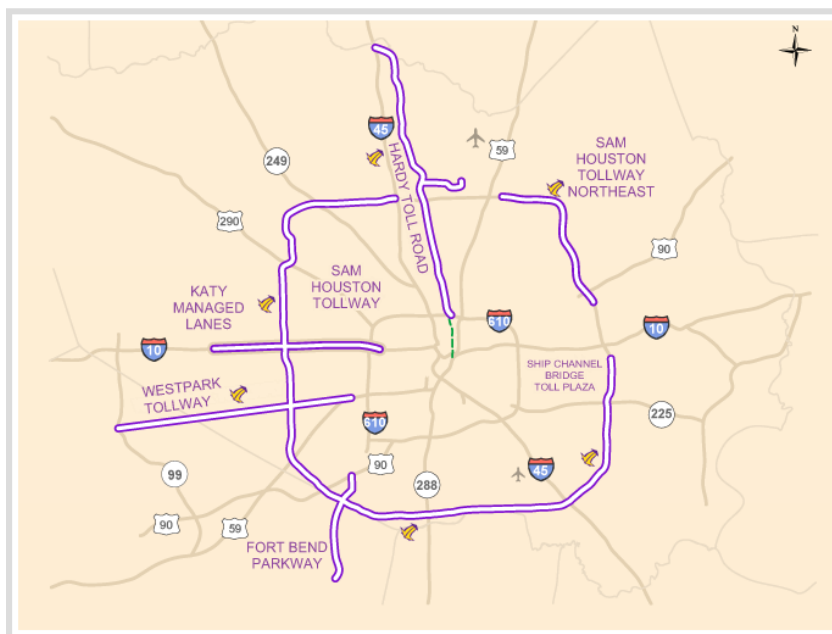 N
45
59
SAM
HOUSTON
TOLLWAY
NORTHEAST
249
HARDY TOLL ROAD
290
90
SAM
HOUSTON
TOLLWAY
KATY
MANAGED
LANES
610
10
10
SHIP CHANNEL
BRIDGE
TOLL PLAZA
WESTPARK
TOLLWAY
225
610
99
90
45
288
90
59
FORT BEND
PARKWAY